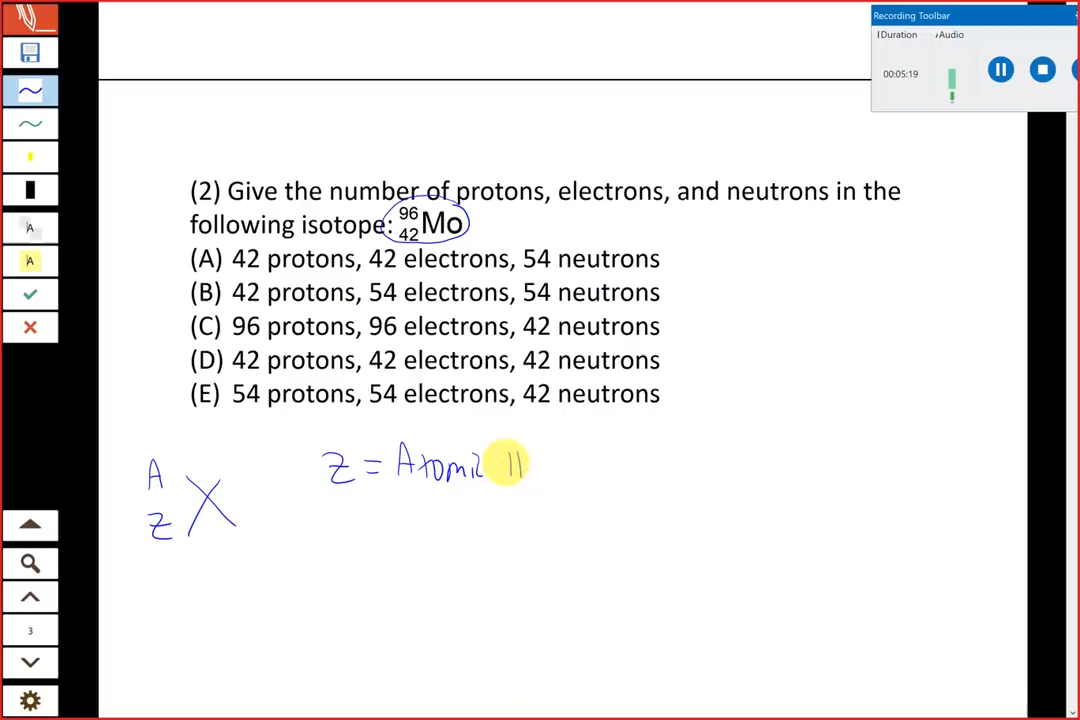 Recording Toolbar
Duration
Audio
00:05:19
(2) Give the number of protons, electrons, and neutrons in the
following isotope: 96 42 Mo
(A) 42 protons, 42 electrons, 54 neutrons
(B) 42 protons, 54 electrons, 54 neutrons
(C) 96 protons, 96 electrons, 42 neutrons
(D) 42 protons, 42 electrons, 42 neutrons
(E) 54 protons, 54 electrons, 42 neutrons
A
Z X
Z = Atomic
A
A
3